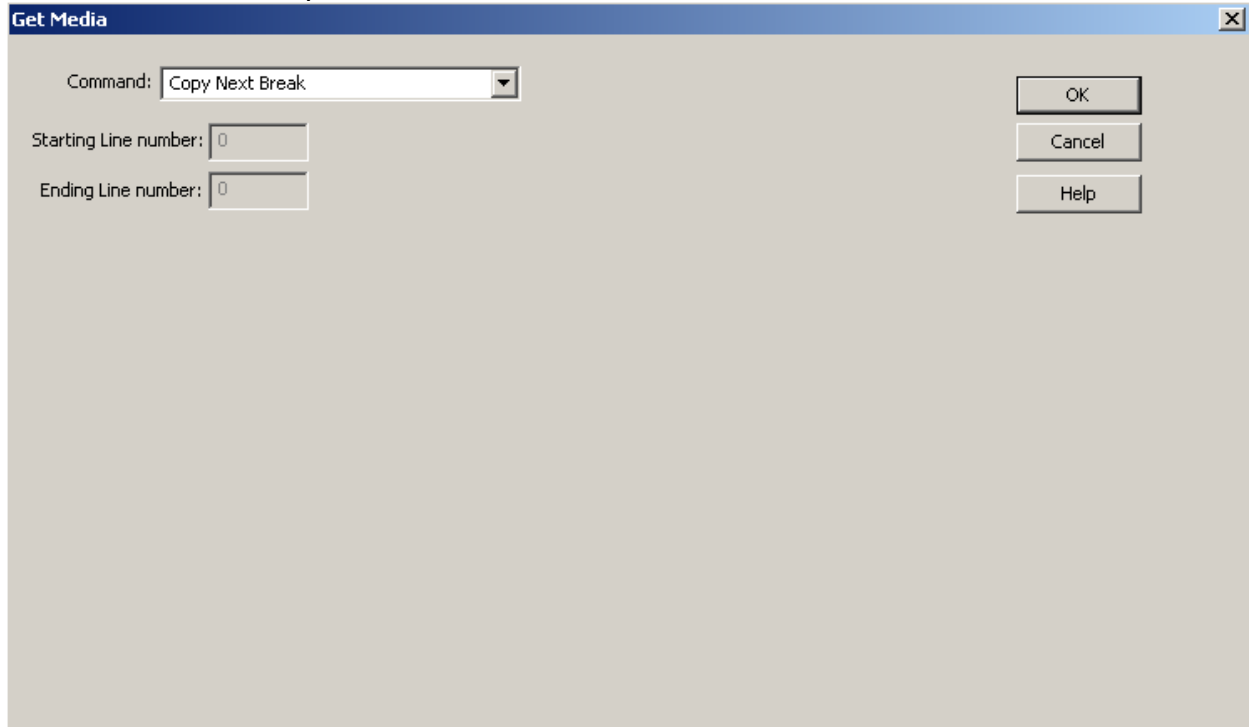 Get Media
Command: Copy Next Break
OK
Starting Line number: 0
Cancel
Ending Line number: 0
Help